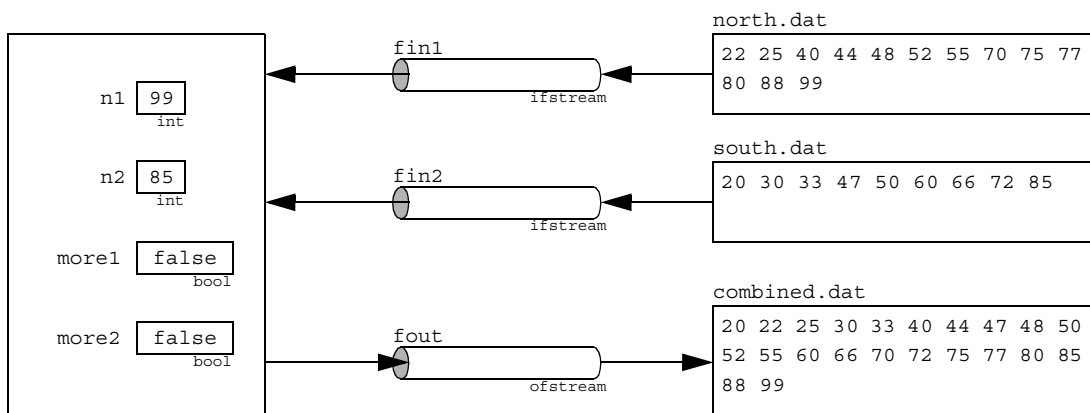 north.dat
fin1
22 25 40 44 48 52 55 70 75 77
80 88 99
n1 99
int
ifstream
south.dat
fin2
20 30 33 47 50 60 66 72 85
n2 85
int
ifstream
more1 false
bool
combined.dat
more2 false
bool
fout
20 22 25 30 33 40 44 47 48 50
52 55 60 66 70 72 75 77 80 85
88 99
ofstream